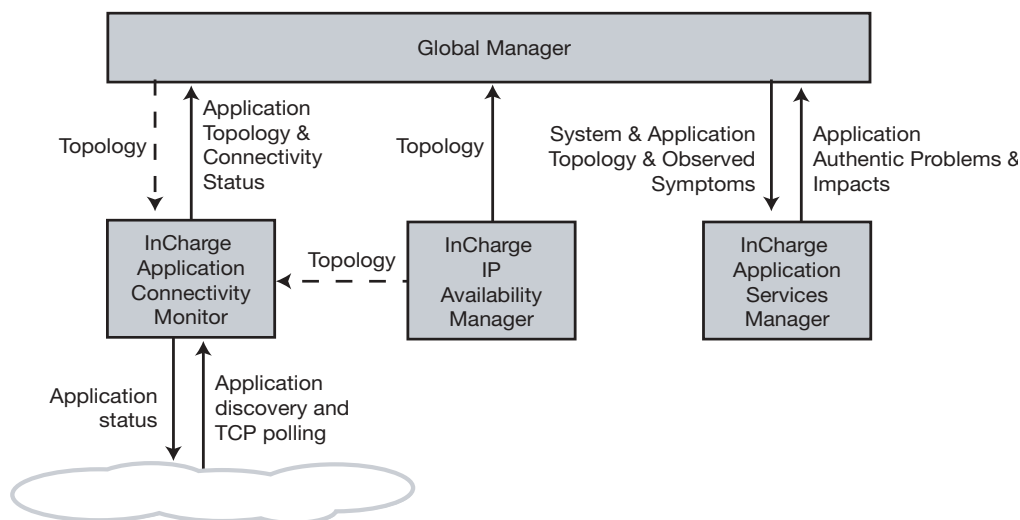 Global Manager
Topology
Application
Topology &
Connectivity
Status
Topology
System & Application
Topology & Observed
Symptoms
Application
Authentic Problems &
Impacts
InCharge
Application
Connectivity
Monitor
Topology
InCharge
IP
Availability
Manager
InCharge
Application
Services
Manager
Application
status
Application
discovery and
TCP polling